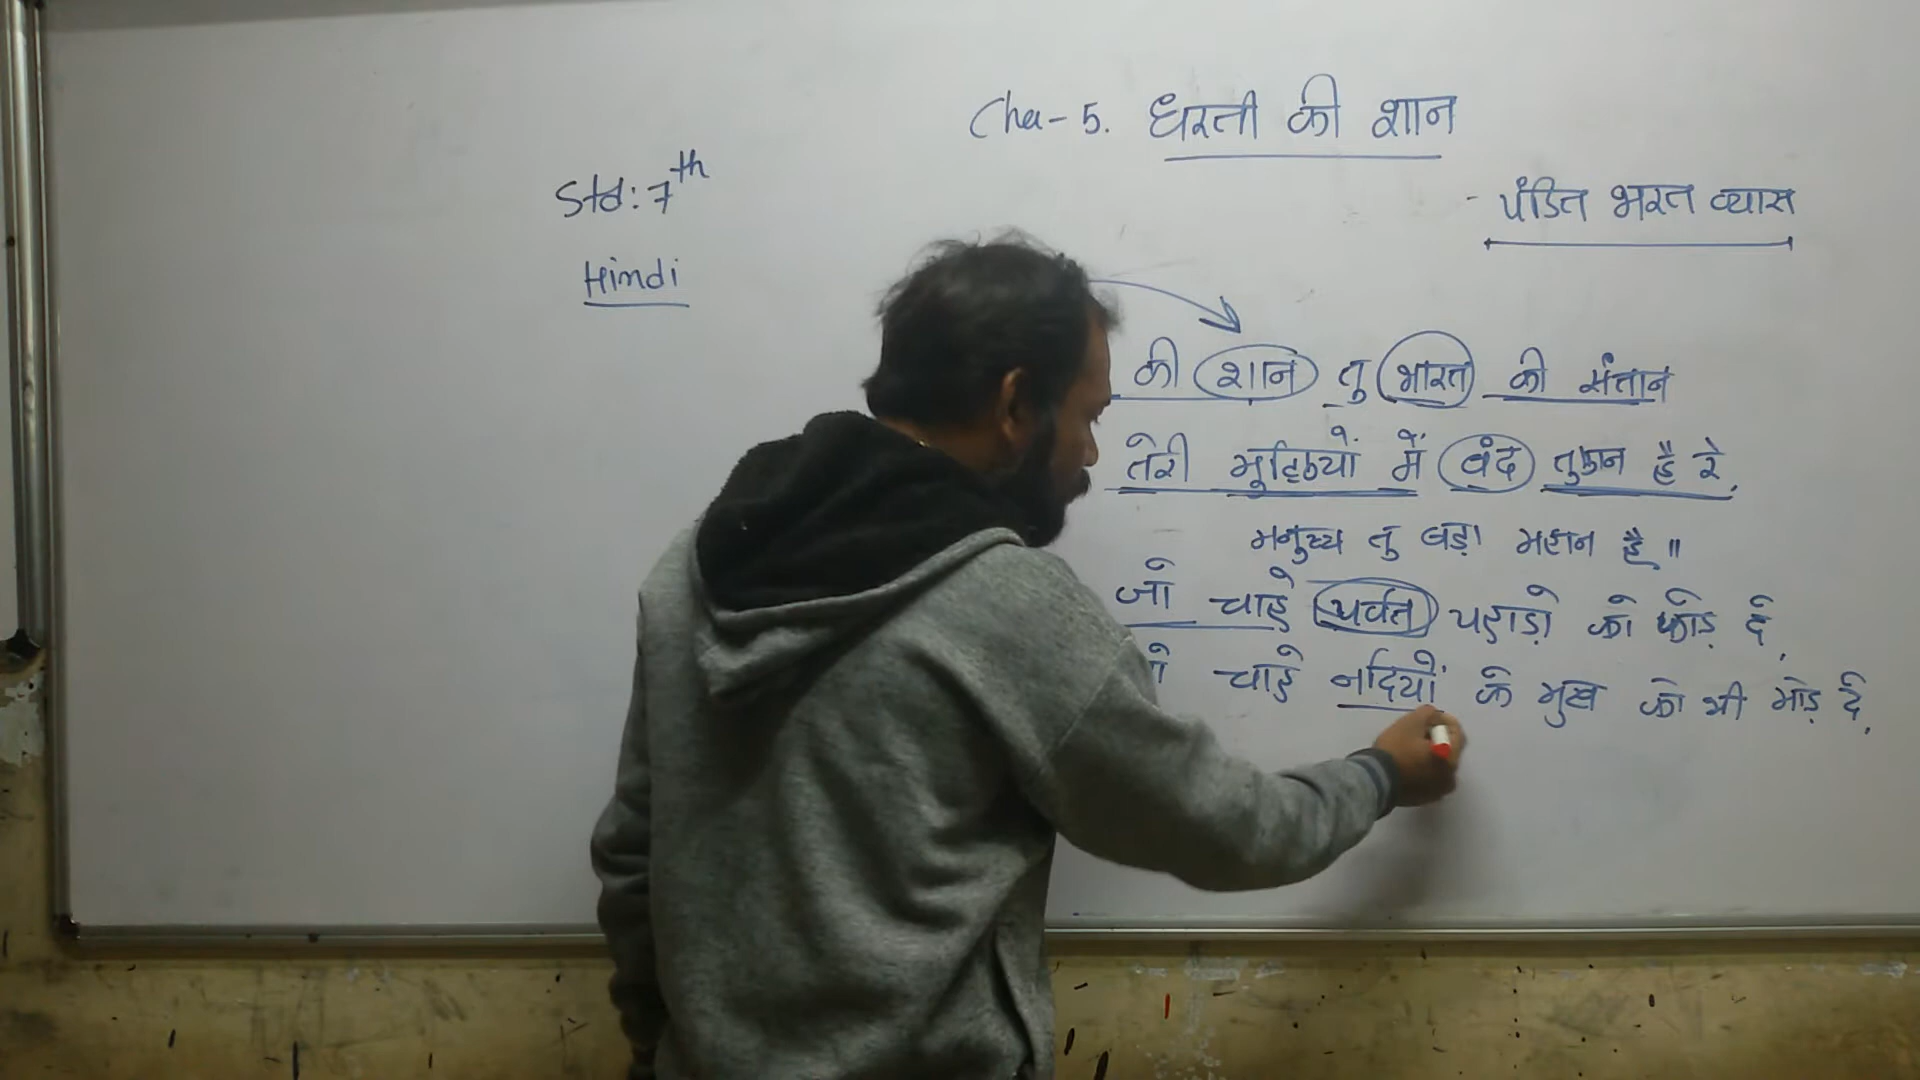 Cha-5. धरती की शान
Std: 7th
- पंडित भरत व्यास
Hindi
की शान तु भारत की संतान
तेरी मूठ्ठियों में बंद तुफान है रे,
मनुष्य तु बड़ा महान है॥
जो चाहे पर्वत पहाड़ो को फोड़ दे,
चाहे नदियों के मुख को भी मोड़ दे,